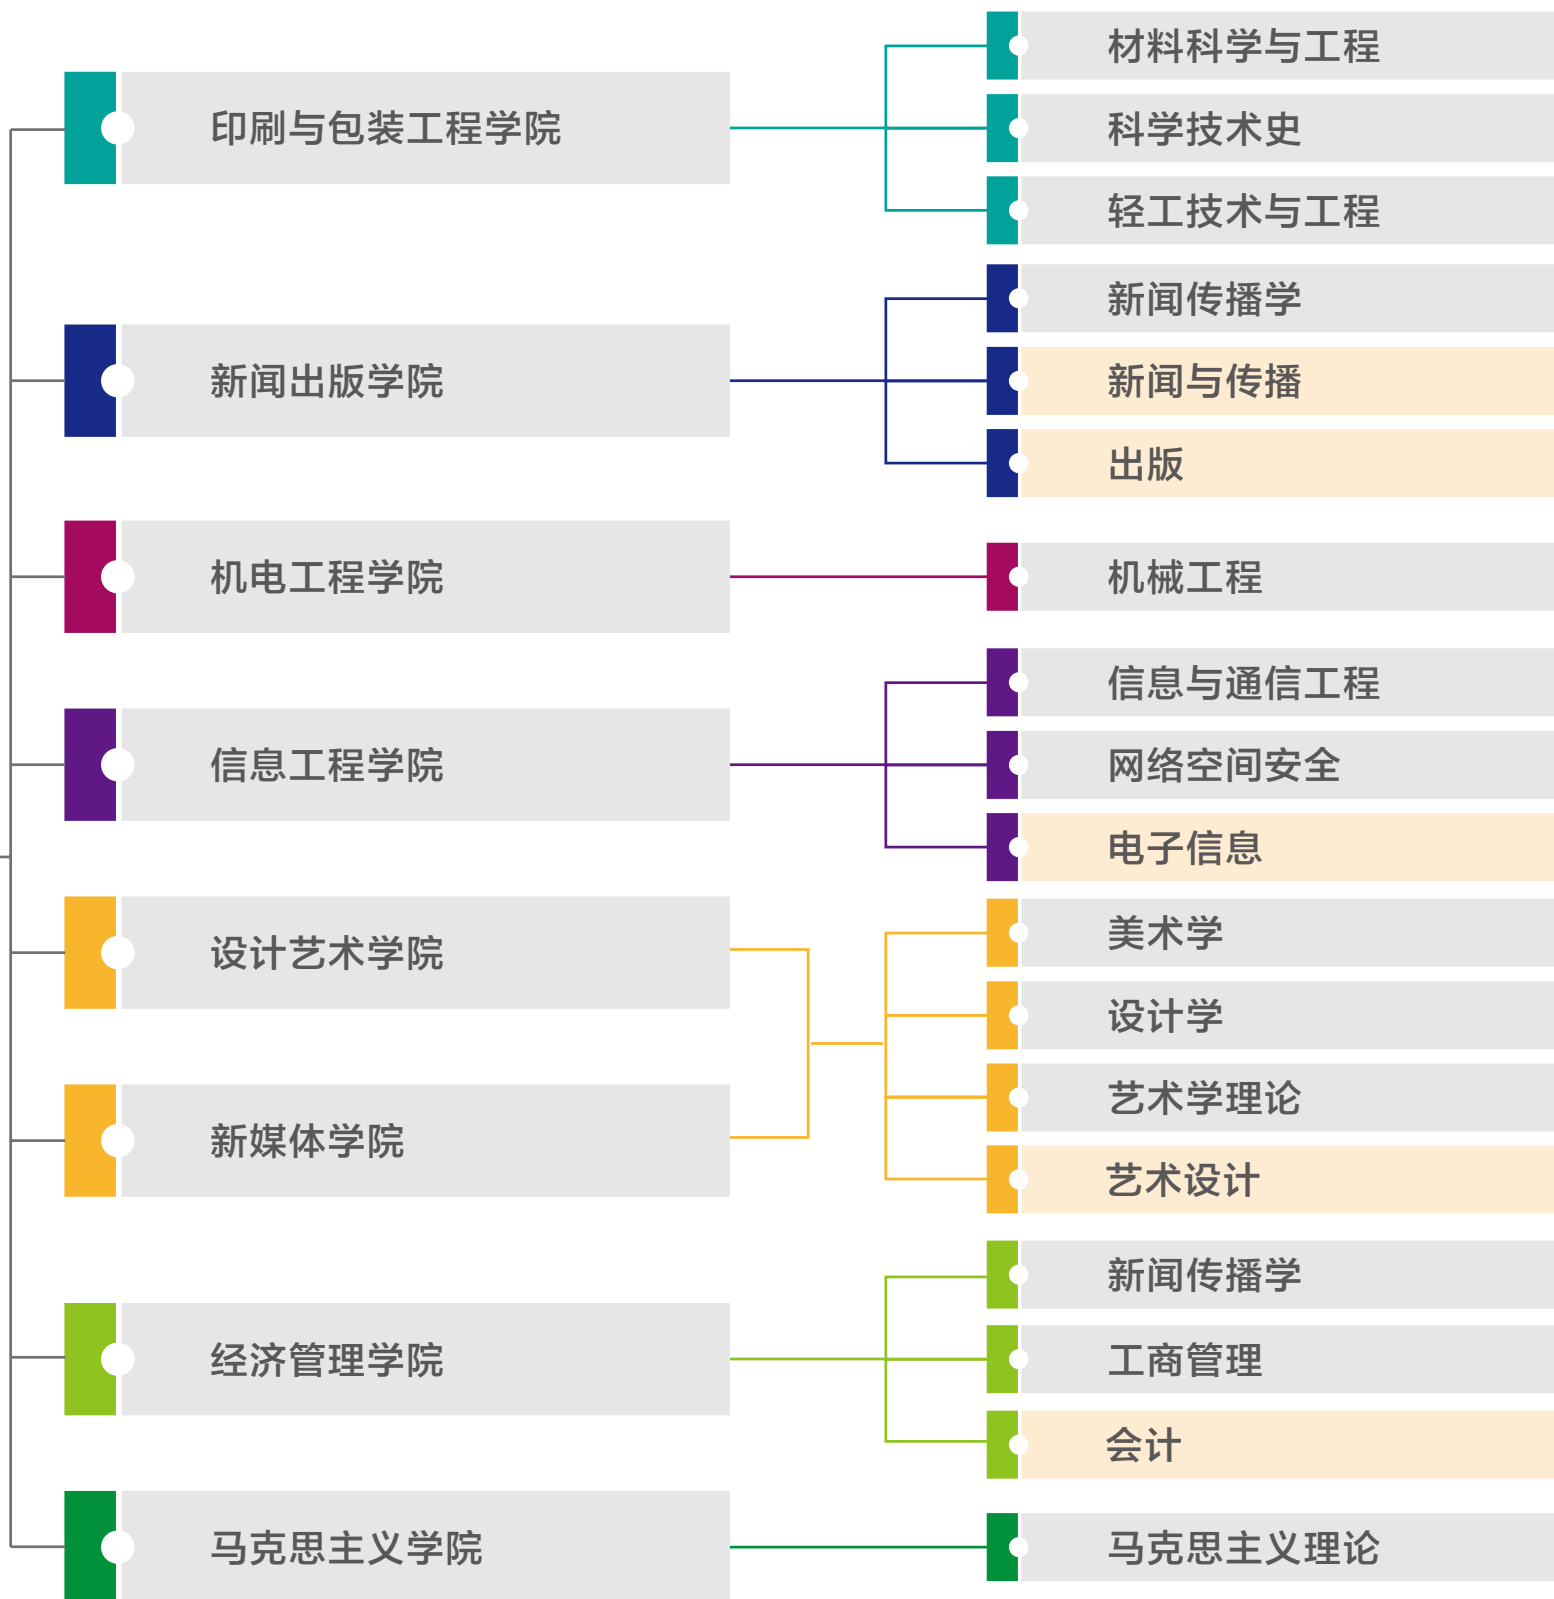 印刷与包装工程学院
材料科学与工程
科学技术史
轻工技术与工程
新闻出版学院
新闻传播学
新闻与传播
出版
机电工程学院
机械工程
信息工程学院
信息与通信工程
网络空间安全
电子信息
设计艺术学院
新媒体学院
美术学
设计学
艺术学理论
艺术设计
经济管理学院
新闻传播学
工商管理
会计
马克思主义学院
马克思主义理论